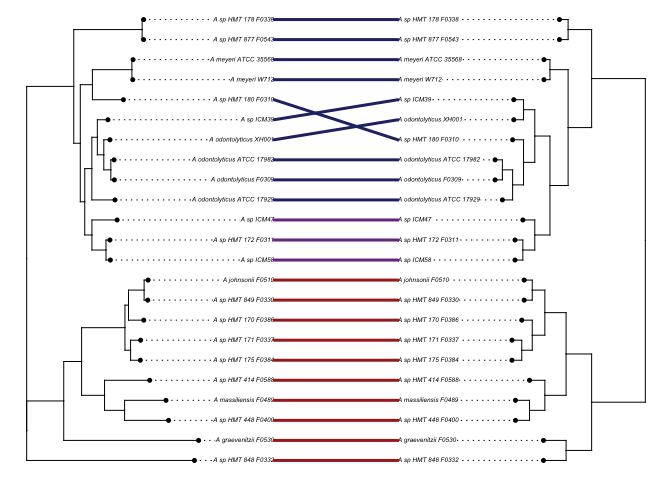 A sp HMT 178 F0338 A sp HMT 178 F0338
A sp HMT 877 F0543 A sp HMT 877 F0543
A meyeri ATCC 35568 A meyeri ATCC 35568
A meyeri W712 A meyeri W712
A sp HMT 180 F0310 A sp ICM39
A sp ICM39 A odontolyticus XH001
A odontolyticus XH001 A sp HMT 180 F0310
A odontolyticus ATCC 17982 A odontolyticus ATCC 17982
A odontolyticus F0309 A odontolyticus F0309
A odontolyticus ATCC 17929 A odontolyticus ATCC 17929
A sp ICM47 A sp ICM47
A sp HMT 172 F0311 A sp HMT 172 F0311
A sp ICM58 A sp ICM58
A johnsonii F0510 A johnsonii F0510
A sp HMT 849 F0330 A sp HMT 849 F0330
A sp HMT 170 F0386 A sp HMT 170 F0386
A sp HMT 171 F0337 A sp HMT 171 F0337
A sp HMT 175 F0384 A sp HMT 175 F0384
A sp HMT 414 F0588 A sp HMT 414 F0588
A massiliensis F0489 A massiliensis F0489
A sp HMT 448 F0400 A sp HMT 448 F0400
A graevenitzii F0530 A graevenitzii F0530
A sp HMT 848 F0332 A sp HMT 848 F0332